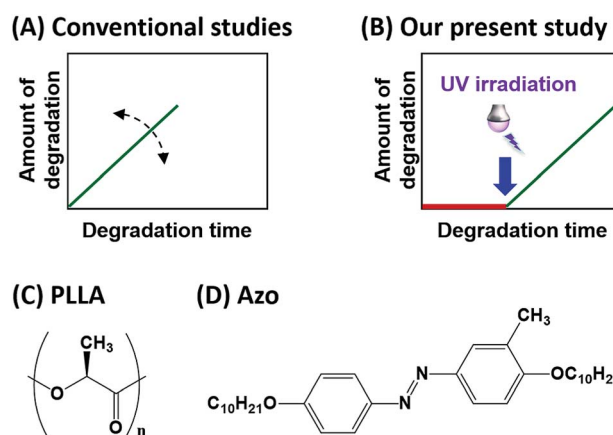 (A) Conventional studies
Amount of
degradation
Degradation time
(B) Our present study
Amount of
degradation
UV irradiation
Degradation time
(C) PLLA
CH₃
O
O
n
(D) Azo
CH₃
C₁₀H₂₁O
N
N
OC₁₀H₂